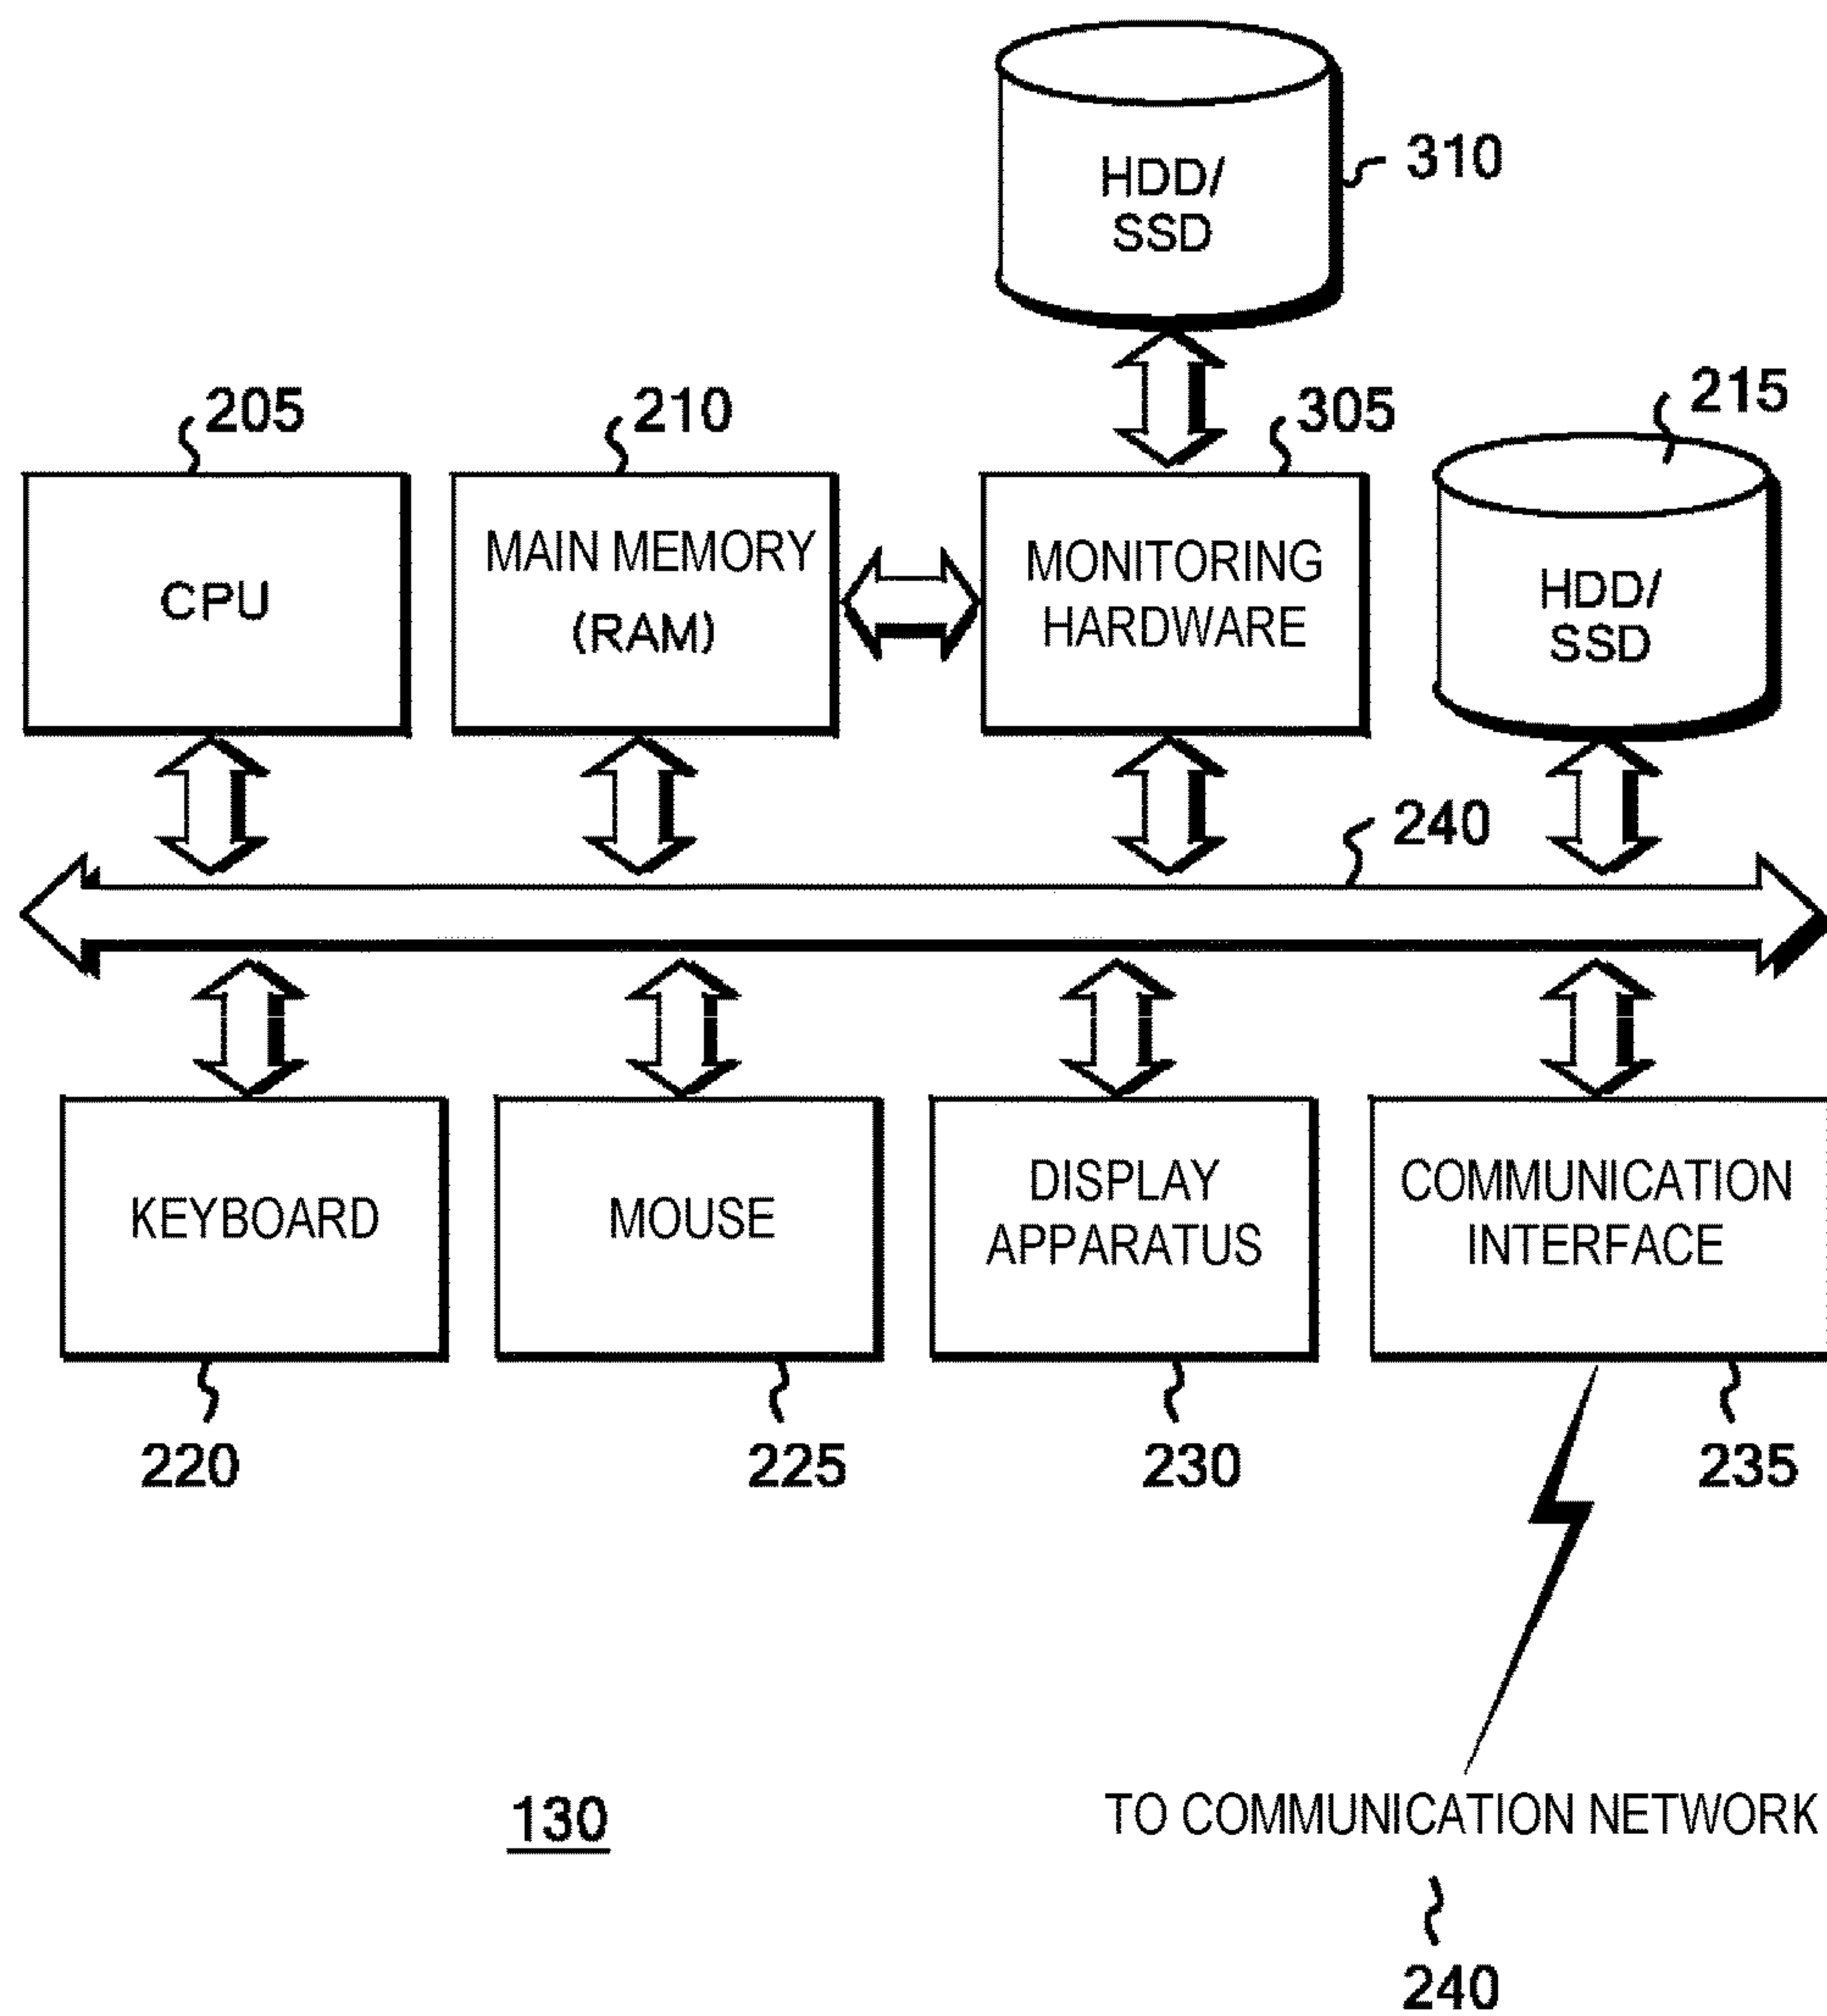 HDD/
SSD
310
205
210
305
215
CPU
MAIN MEMORY
(RAM)
MONITORING
HARDWARE
HDD/
SSD
240
KEYBOARD
MOUSE
DISPLAY
APPARATUS
COMMUNICATION
INTERFACE
220
225
230
235
130
TO COMMUNICATION NETWORK
240